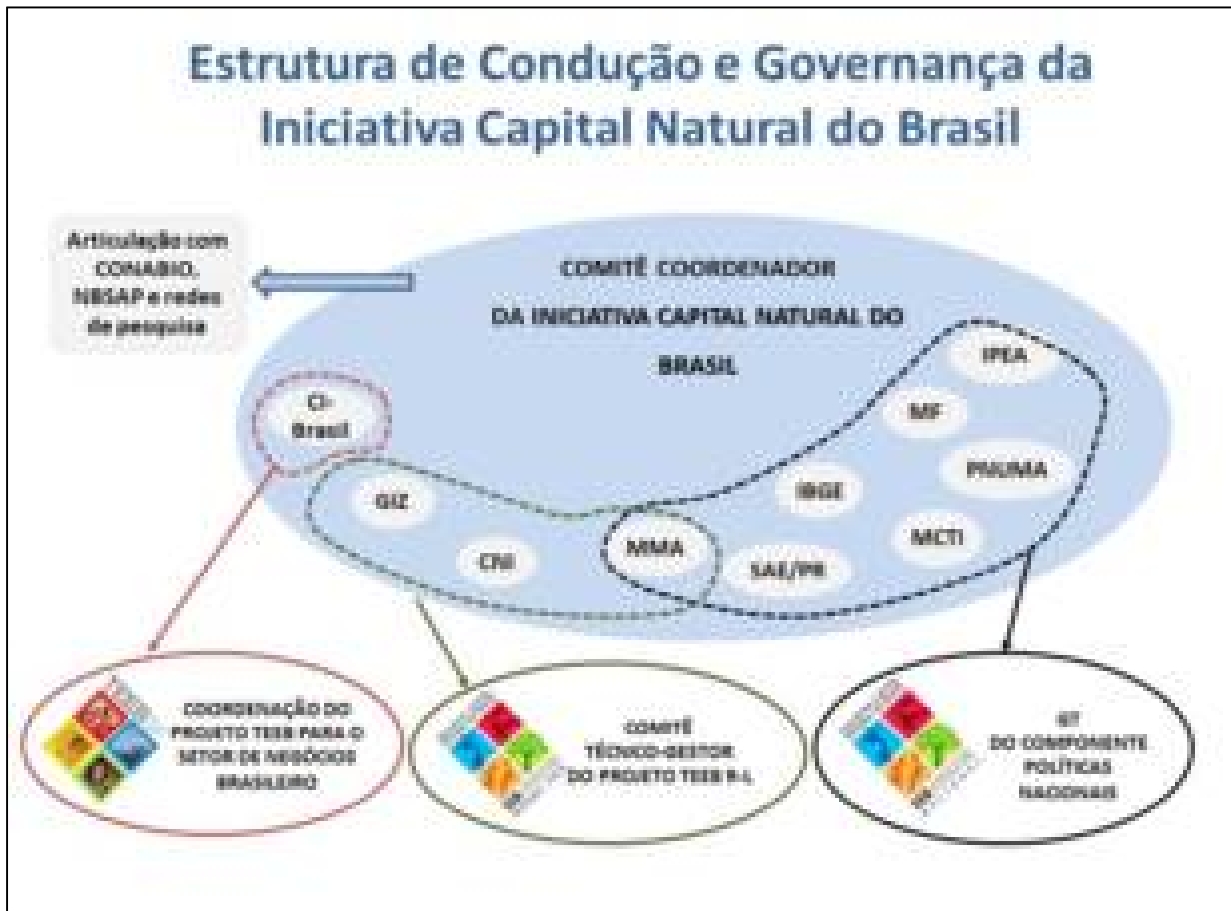 Estrutura de Condução e Governança da
Iniciativa Capital Natural do Brasil
Articulação com
CONABIO,
NBSAP e redes
de pesquisa
COMITÊ COORDENADOR
DA INICIATIVA CAPITAL NATURAL DO
BRASIL
IPEA
CI-
Brasil
MF
PNUMA
GIZ
IBGE
MCTI
CNI
MMA
SAE/PR
COORDENAÇÃO DO
PROJETO TEEB PARA O
SETOR DE NEGÓCIOS
BRASILEIRO
COMITÊ
TÉCNICO-GESTOR
DO PROJETO TEEB R-L
GT
DO COMPONENTE
POLÍTICAS
NACIONAIS